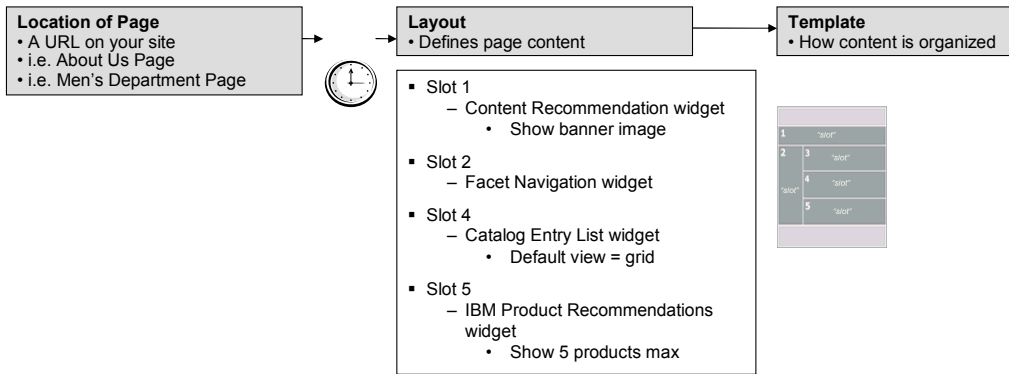 Location of Page
• A URL on your site
• i.e. About Us Page
• i.e. Men's Department Page
Layout
• Defines page content
Template
• How content is organized
▪ Slot 1
– Content Recommendation widget
• Show banner image
▪ Slot 2
– Facet Navigation widget
▪ Slot 4
– Catalog Entry List widget
• Default view = grid
▪ Slot 5
– IBM Product Recommendations
widget
• Show 5 products max
1 "slot"
2 "slot"
3 "slot"
4 "slot"
5 "slot"